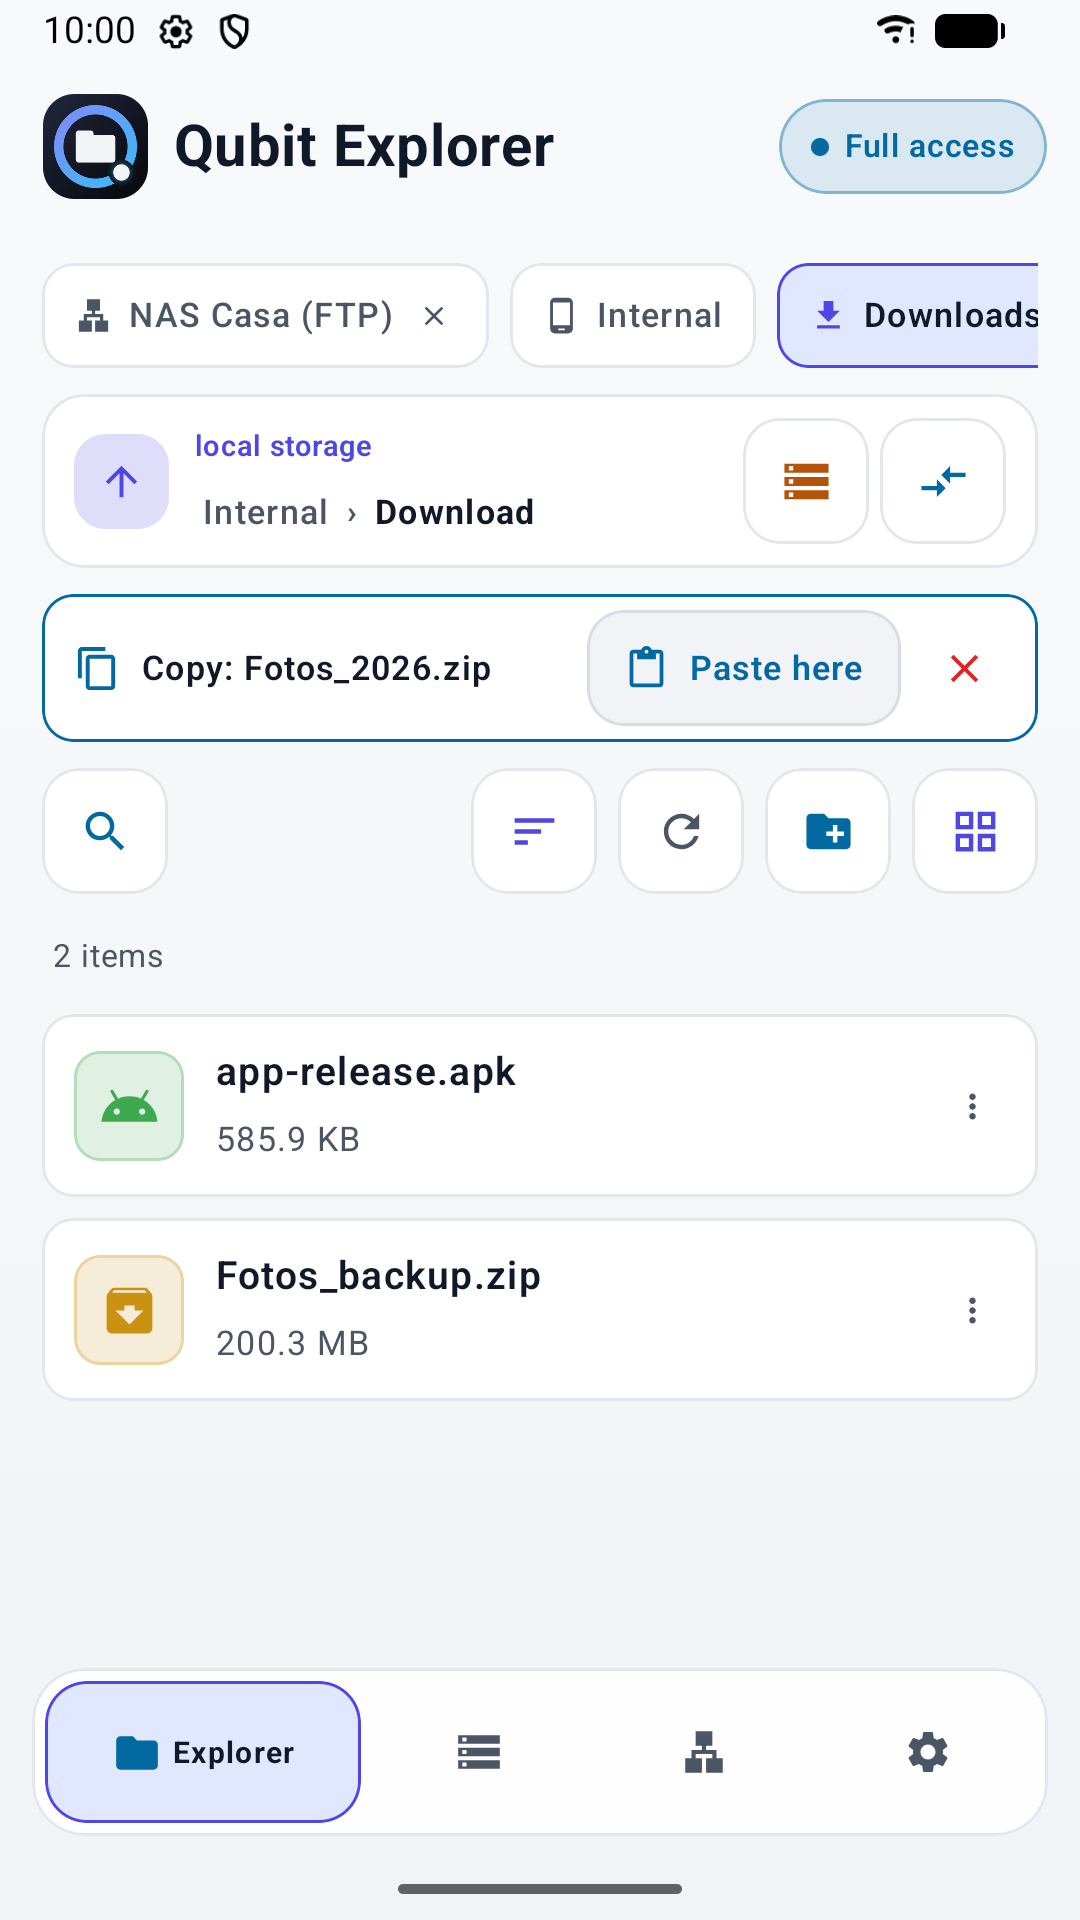 10:00
Qubit Explorer
Full access
NAS Casa (FTP)
Internal
Downloads
local storage
Internal › Download
Copy: Fotos_2026.zip
Paste here
2 items
app-release.apk
585.9 KB
Fotos_backup.zip
200.3 MB
Explorer